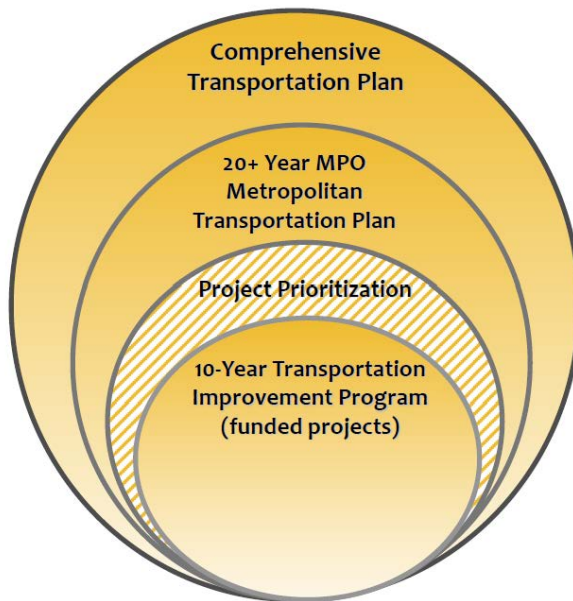 Comprehensive
Transportation Plan
20+ Year MPO
Metropolitan
Transportation Plan
Project Prioritization
10-Year Transportation
Improvement Program
(funded projects)